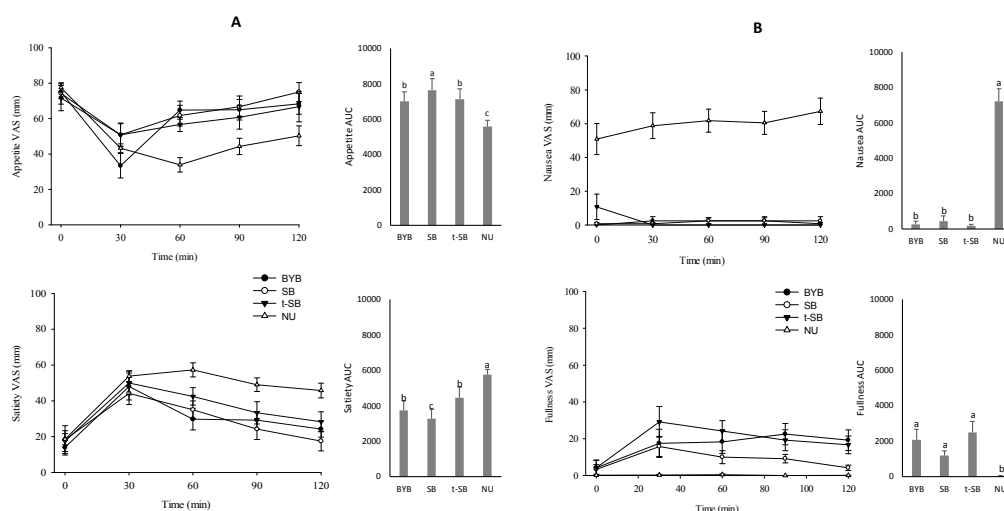 A
B
100
80
60
40
20
0
Appetite VAS (mm)
0 30 60 90 120
Time (min)
10000
8000
6000
4000
2000
0
Appetite AUC
b a b c
BYB SB t-SB NU
100
80
60
40
20
0
Nausea VAS (mm)
0 30 60 90 120
Time (min)
10000
8000
6000
4000
2000
0
Nausea AUC
b b b a
BYB SB t-SB NU
100
80
60
40
20
0
Satiety VAS (mm)
BYB
SB
t-SB
NU
0 30 60 90 120
Time (min)
10000
8000
6000
4000
2000
0
Satiety AUC
b c b a
BYB SB t-SB NU
100
80
60
40
20
0
Fullness VAS (mm)
BYB
SB
t-SB
NU
0 30 60 90 120
Time (min)
10000
8000
6000
4000
2000
0
Fullness AUC
a a a b
BYB SB t-SB NU